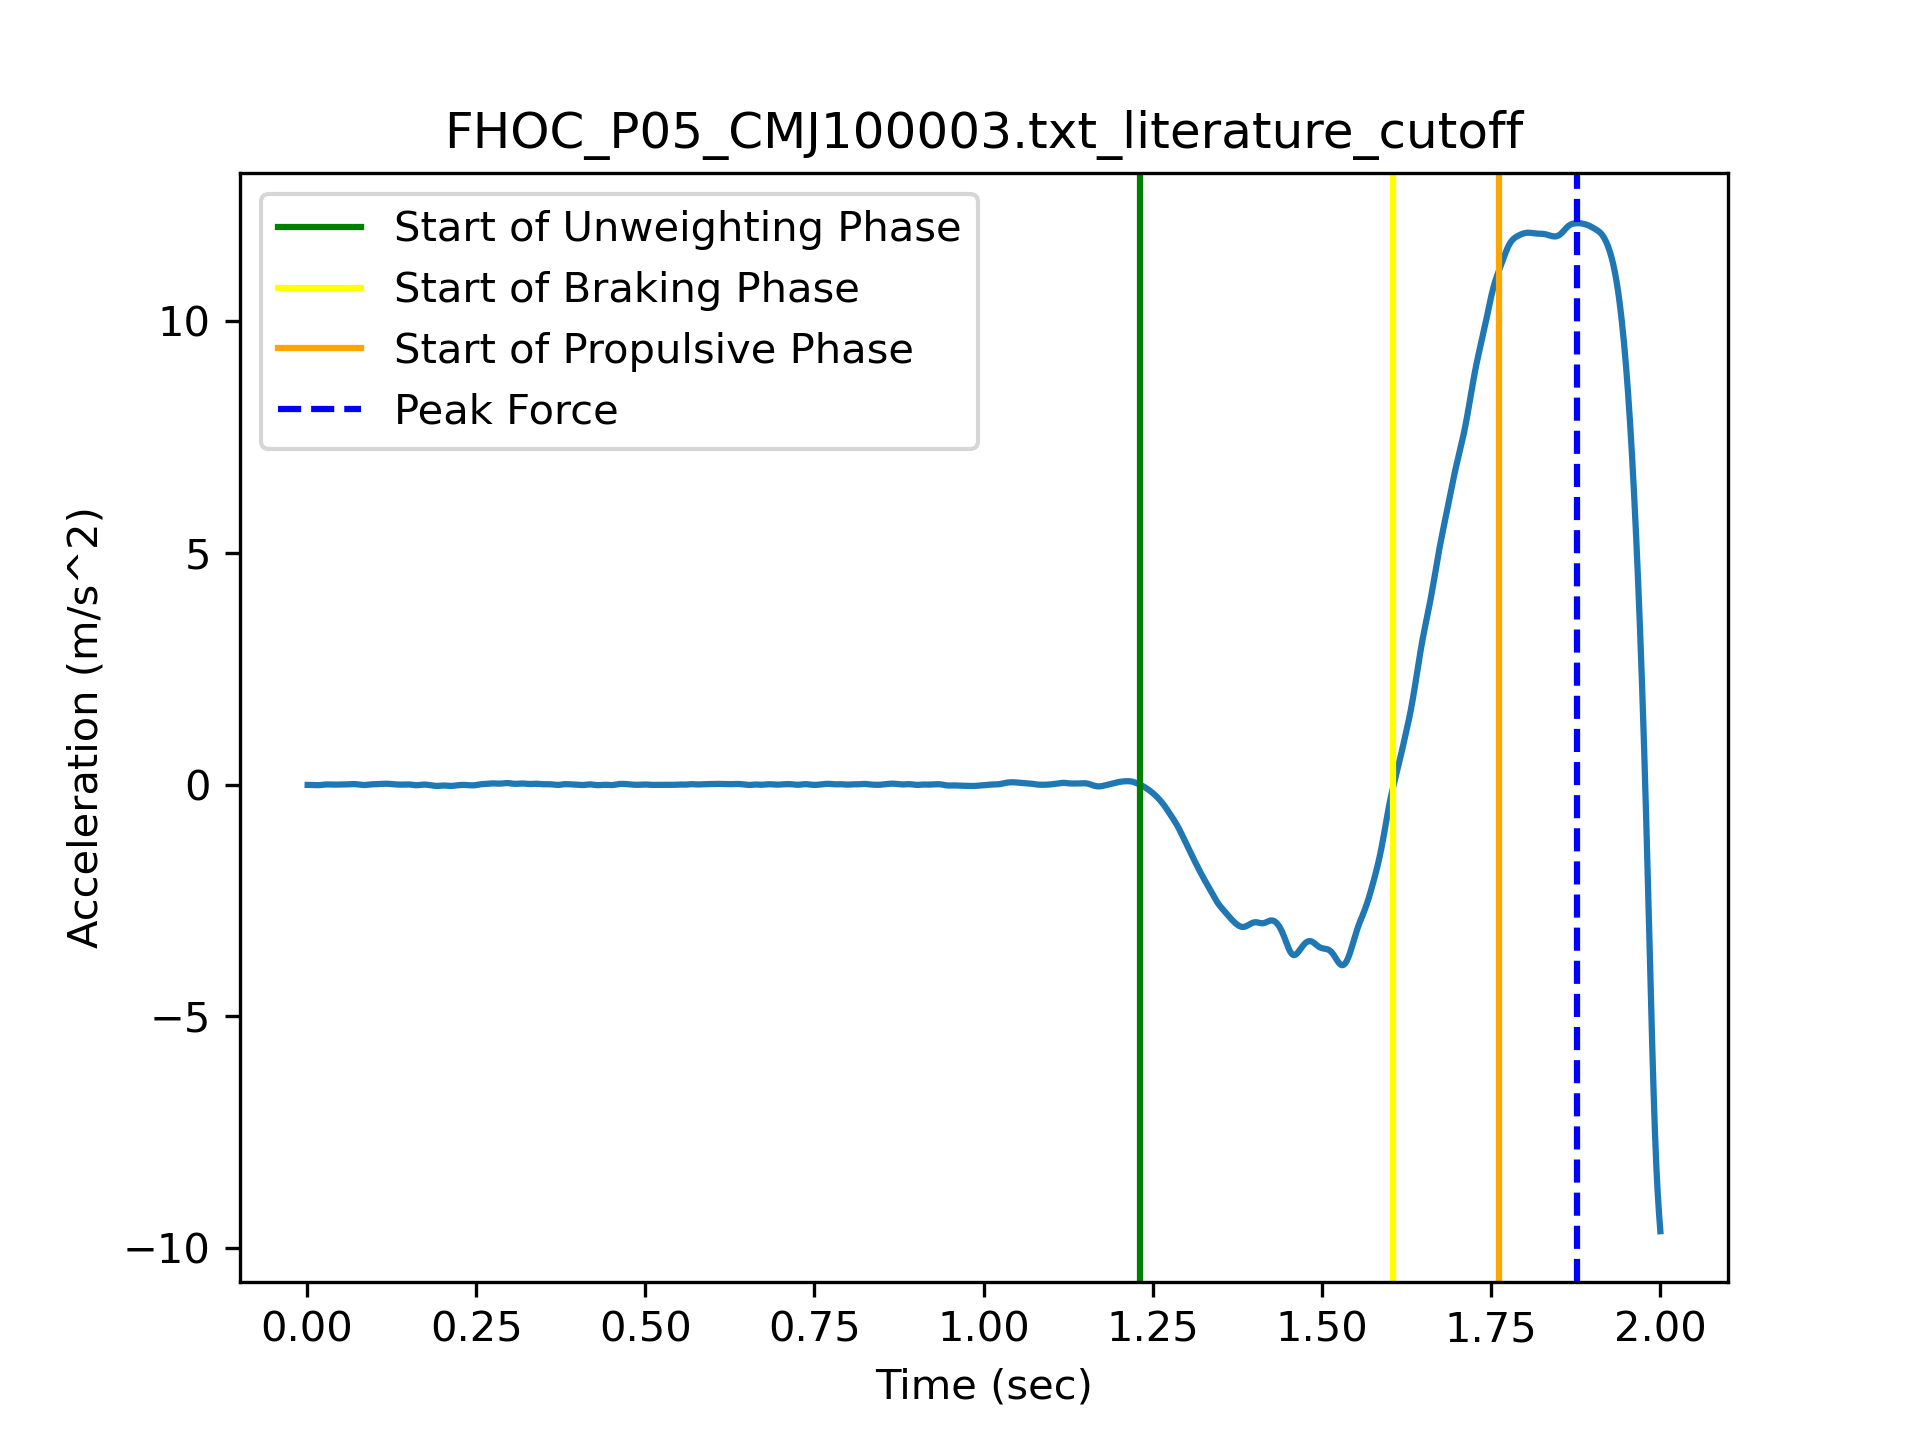 FHOC_P05_CMJ100003.txt_literature_cutoff
Start of Unweighting Phase
Start of Braking Phase
Start of Propulsive Phase
Peak Force
10
5
0
−5
−10
Acceleration (m/s^2)
0.00 0.25 0.50 0.75 1.00 1.25 1.50 1.75 2.00
Time (sec)